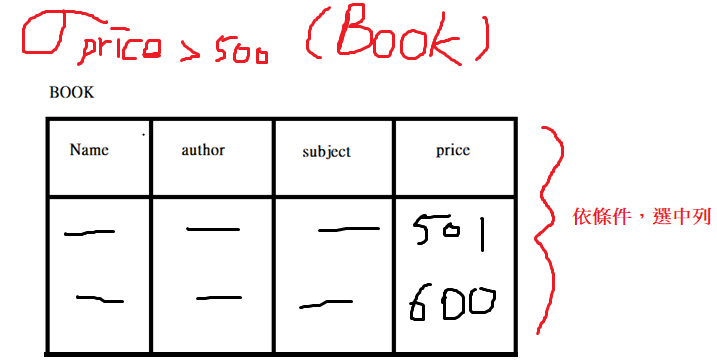 σ price > 500 (Book)
BOOK
Name author subject price
501
依條件，選中列
600